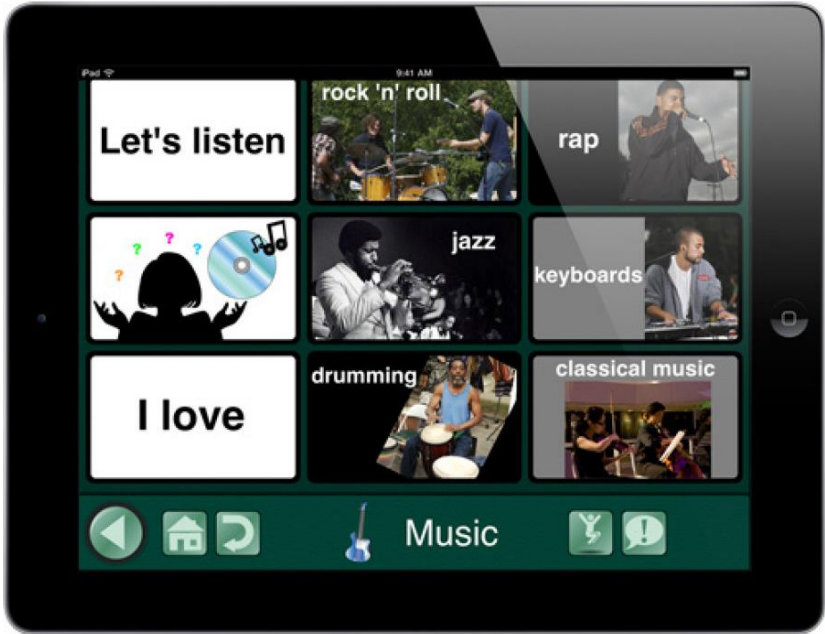 iPad 9:41 AM
Let's listen
rock 'n' roll
rap
? ? ? ?
jazz
keyboards
I love
drumming
classical music
Music
!